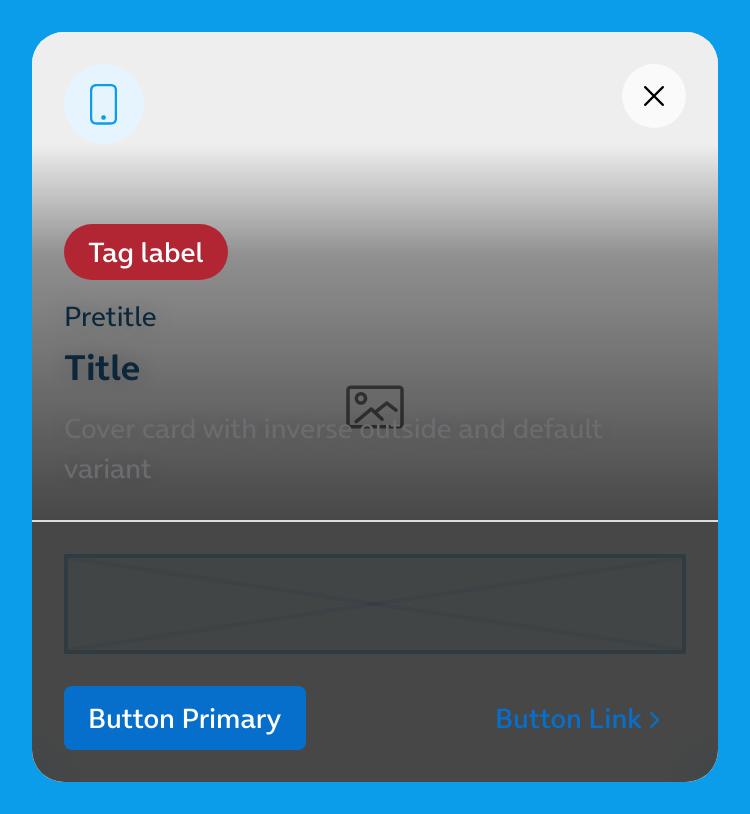 Tag label
Pretitle
Title
Cover card with inverse outside and default
variant
Button Primary
Button Link